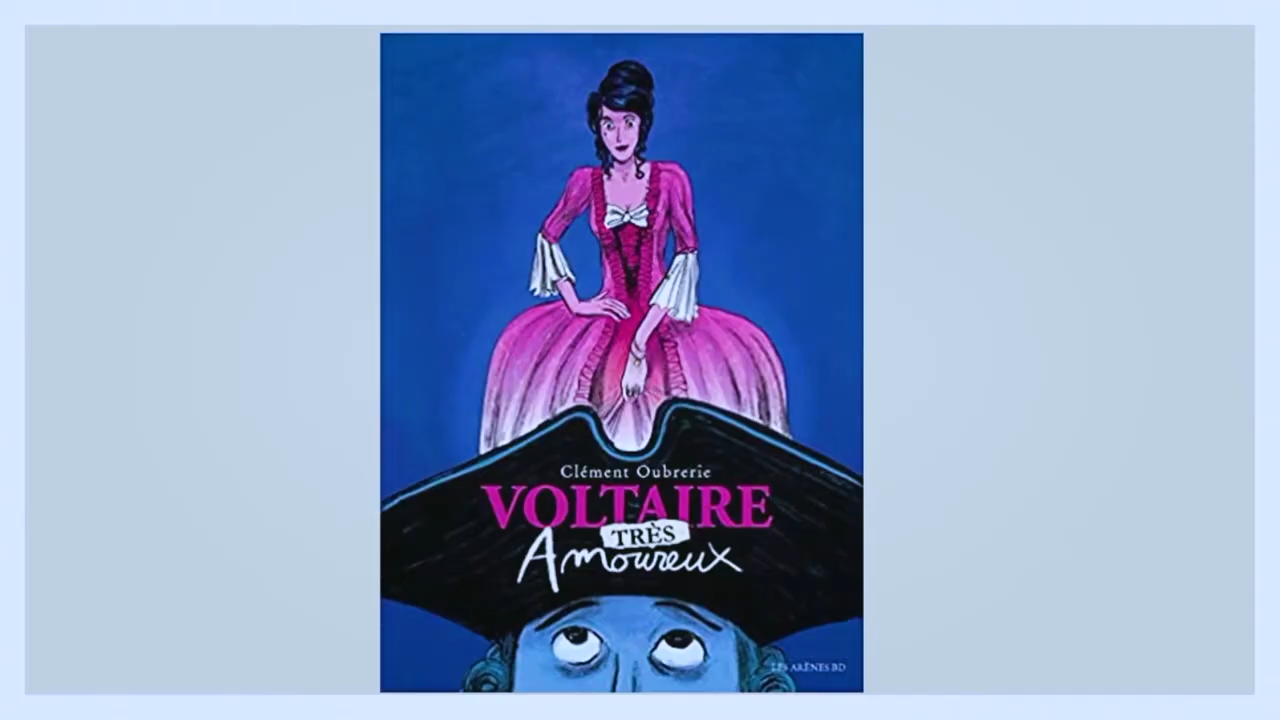 Clément Oubrerie
VOLTAIRE
TRÈS
Amoureux
LES ARÈNES BD